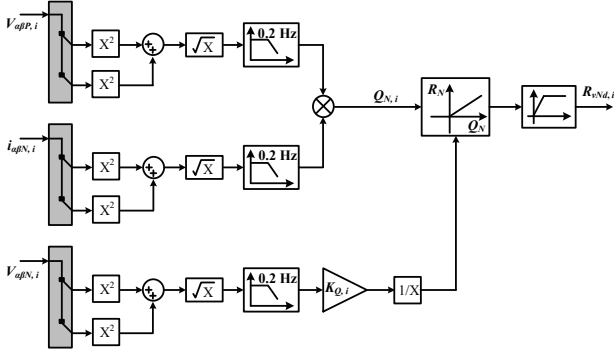 V_{αβP, i}
X²
X²
√X
0.2 Hz
i_{αβN, i}
X²
X²
√X
0.2 Hz
Q_{N, i}
R_N
Q_N
R_{vNd, i}
V_{αβN, i}
X²
X²
√X
0.2 Hz
K_{Q, i}
1/X